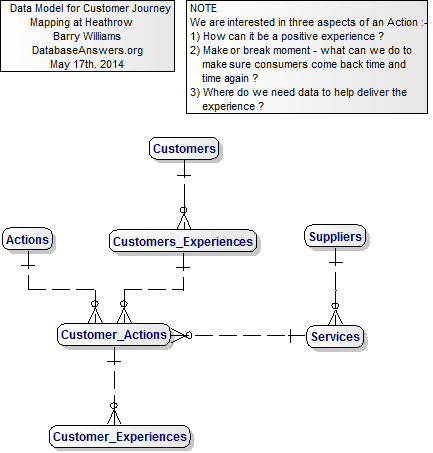 Data Model for Customer Journey
Mapping at Heathrow
Barry Williams
DatabaseAnswers.org
May 17th. 2014
NOTE
We are interested in three aspects of an Action :-
1) How can it be a positive experience ?
2) Make or break moment - what can we do to
make sure consumers come back time and
time again ?
3) Where do we need data to help deliver the
experience ?
Customers
Actions
Customers_Experiences
Suppliers
Customer_Actions
Services
Customer_Experiences